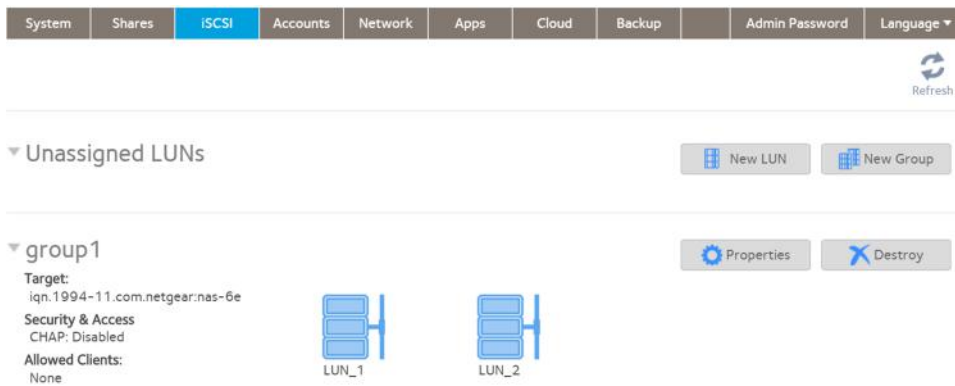 System Shares iSCSI Accounts Network Apps Cloud Backup Admin Password Language
Refresh
Unassigned LUNs
New LUN New Group
group1
Properties Destroy
Target:
iqn.1994-11.com.netgear:nas-6e
Security & Access
CHAP: Disabled
Allowed Clients:
None
LUN_1 LUN_2